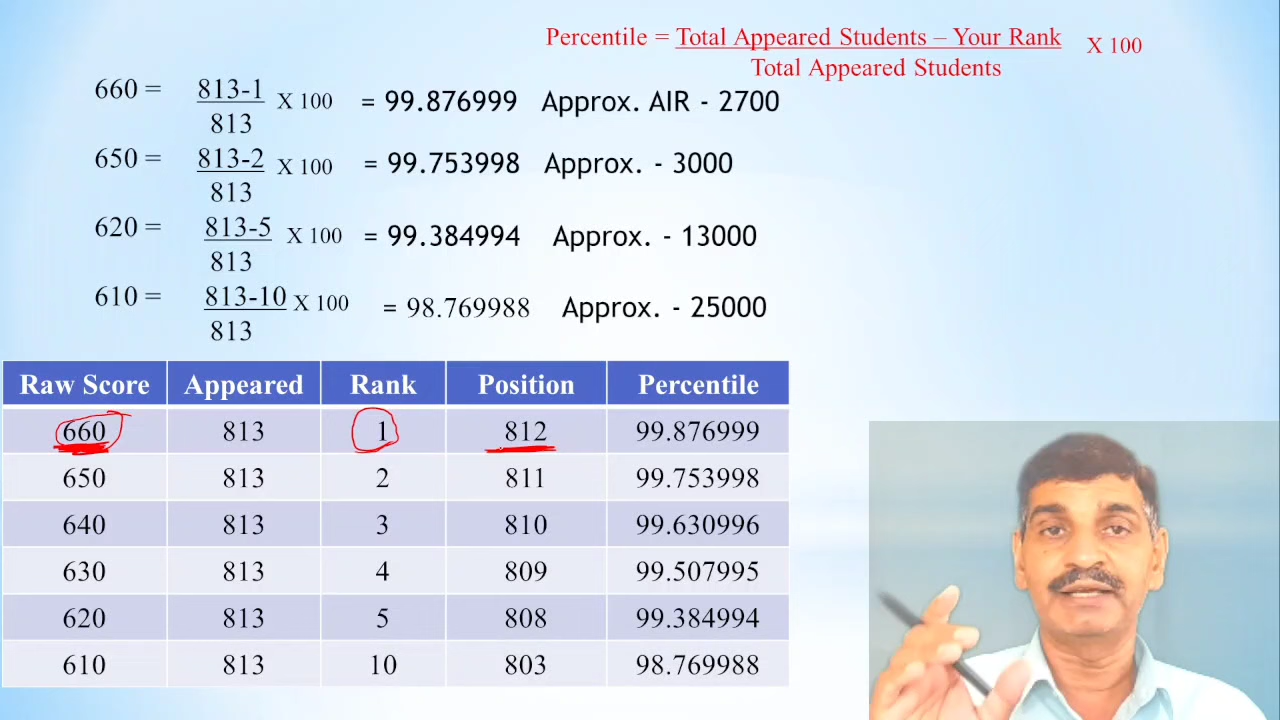 Percentile = Total Appeared Students – Your Rank X 100
Total Appeared Students
660 = 813-1 X 100 = 99.876999 Approx. AIR - 2700
813
650 = 813-2 X 100 = 99.753998 Approx. - 3000
813
620 = 813-5 X 100 = 99.384994 Approx. - 13000
813
610 = 813-10 X 100 = 98.769988 Approx. - 25000
813
Raw Score Appeared Rank Position Percentile
660 813 1 812 99.876999
650 813 2 811 99.753998
640 813 3 810 99.630996
630 813 4 809 99.507995
620 813 5 808 99.384994
610 813 10 803 98.769988